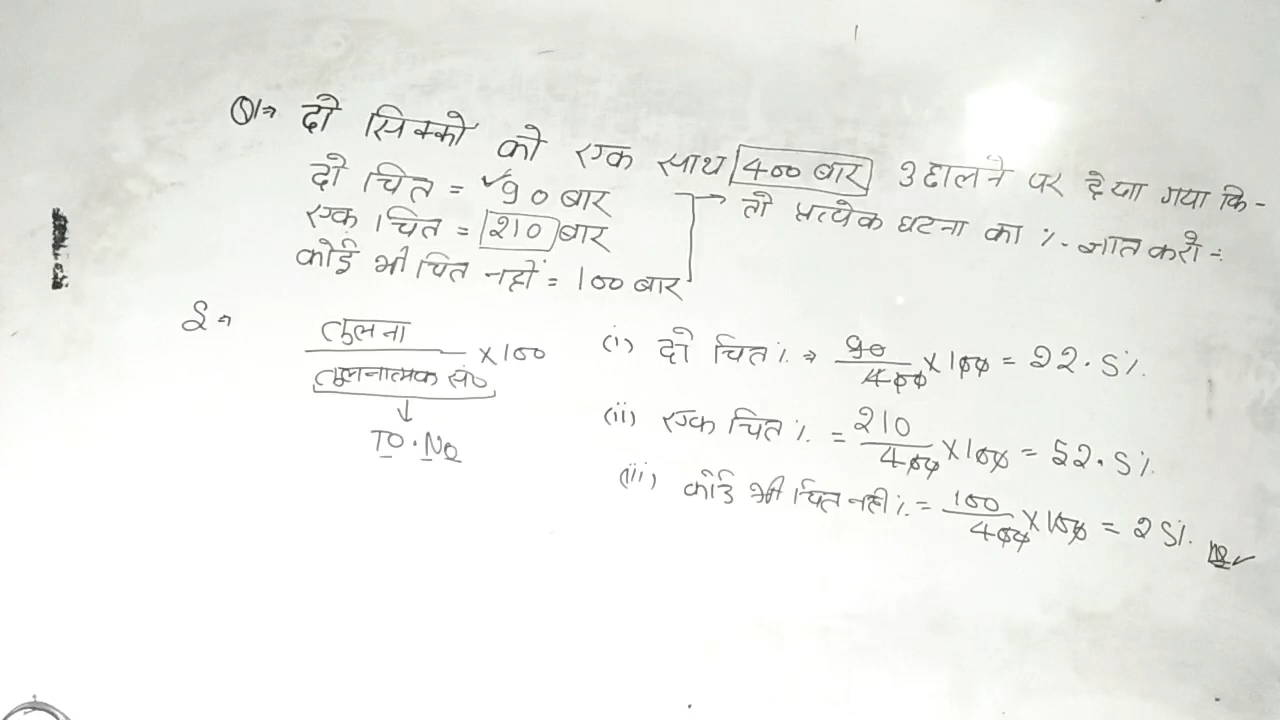 Q⇒ दो सिक्को को एक साथ 400 बार उछालने पर देखा गया कि-
दो चित = 90 बार
एक चित = 210 बार
कोई भी चित नहीं = 100 बार
→ तो प्रत्येक घटना का % ज्ञात करो -:
S⇒
तुलना / तुलनात्मक सं० × 100
↓
TO. No
(i) दो चित % ⇒ 90/400 × 100 = 22.5%
(ii) एक चित % = 210/400 × 100 = 52.5%
(iii) कोई भी चित नही % = 100/400 × 100 = 25%